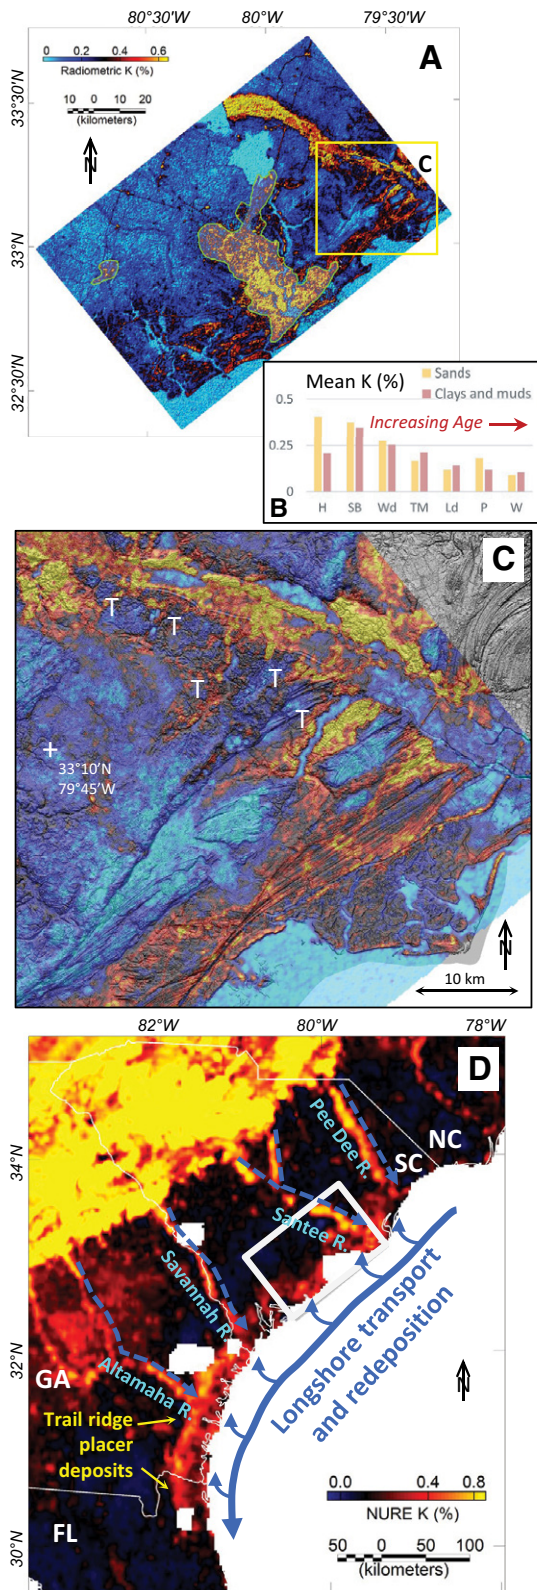 80°30'W 80°W 79°30'W
0 0.2 0.4 0.6
Radiometric K (%)
10 0 10 20
(kilometers)
N
A
C
33°30'N
33°N
32°30'N
Mean K (%)
Sands
Clays and muds
Increasing Age
0.5
0.25
0
B
H SB Wd TM Ld P W
C
T
T
T
T
T
33°10'N
79°45'W
N
10 km
82°W 80°W 78°W
D
Pee Dee R.
NC
SC
34°N
Santee R.
Savannah R.
32°N
GA
Altamaha R.
Longshore transport
and redeposition
N
Trail ridge
placer
deposits
FL
30°N
0.0 0.4 0.8
NURE K (%)
50 0 50 100
(kilometers)